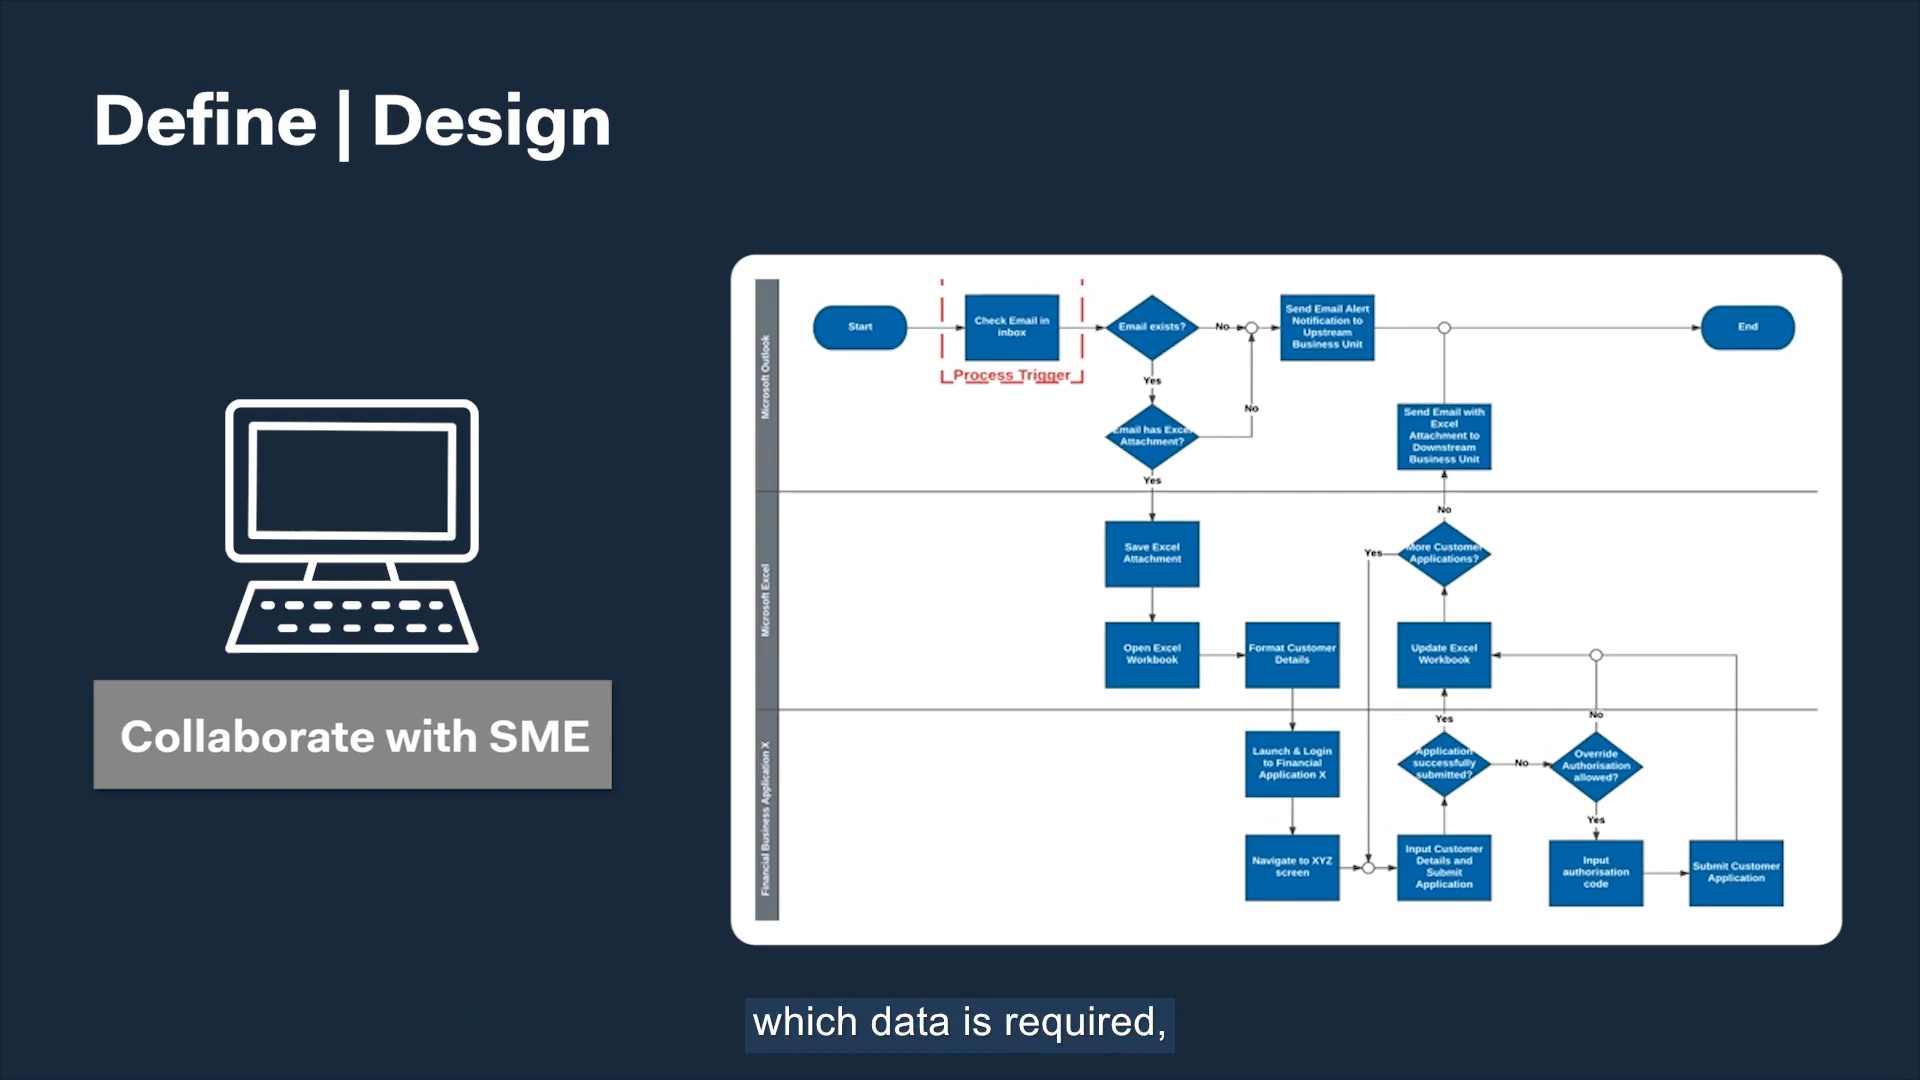 Define | Design
Collaborate with SME
Microsoft Outlook
Start
Check Email in
inbox
Process Trigger
Email exists?
No
Send Email Alert
Notification to
Upstream
Business Unit
End
Yes
No
Email has Excel
Attachment?
Yes
Send Email with
Excel
Attachment to
Downstream
Business Unit
Microsoft Excel
Save Excel
Attachment
No
Yes
More Customer
Applications?
Open Excel
Workbook
Format Customer
Details
Update Excel
Workbook
Financial Business Application X
Launch & Login
to Financial
Application X
Yes
Application
successfully
submitted?
No
No
Override
Authorisation
allowed?
Yes
Navigate to XYZ
screen
Input Customer
Details and
Submit
Application
Input
authorisation
code
Submit Customer
Application
which data is required,